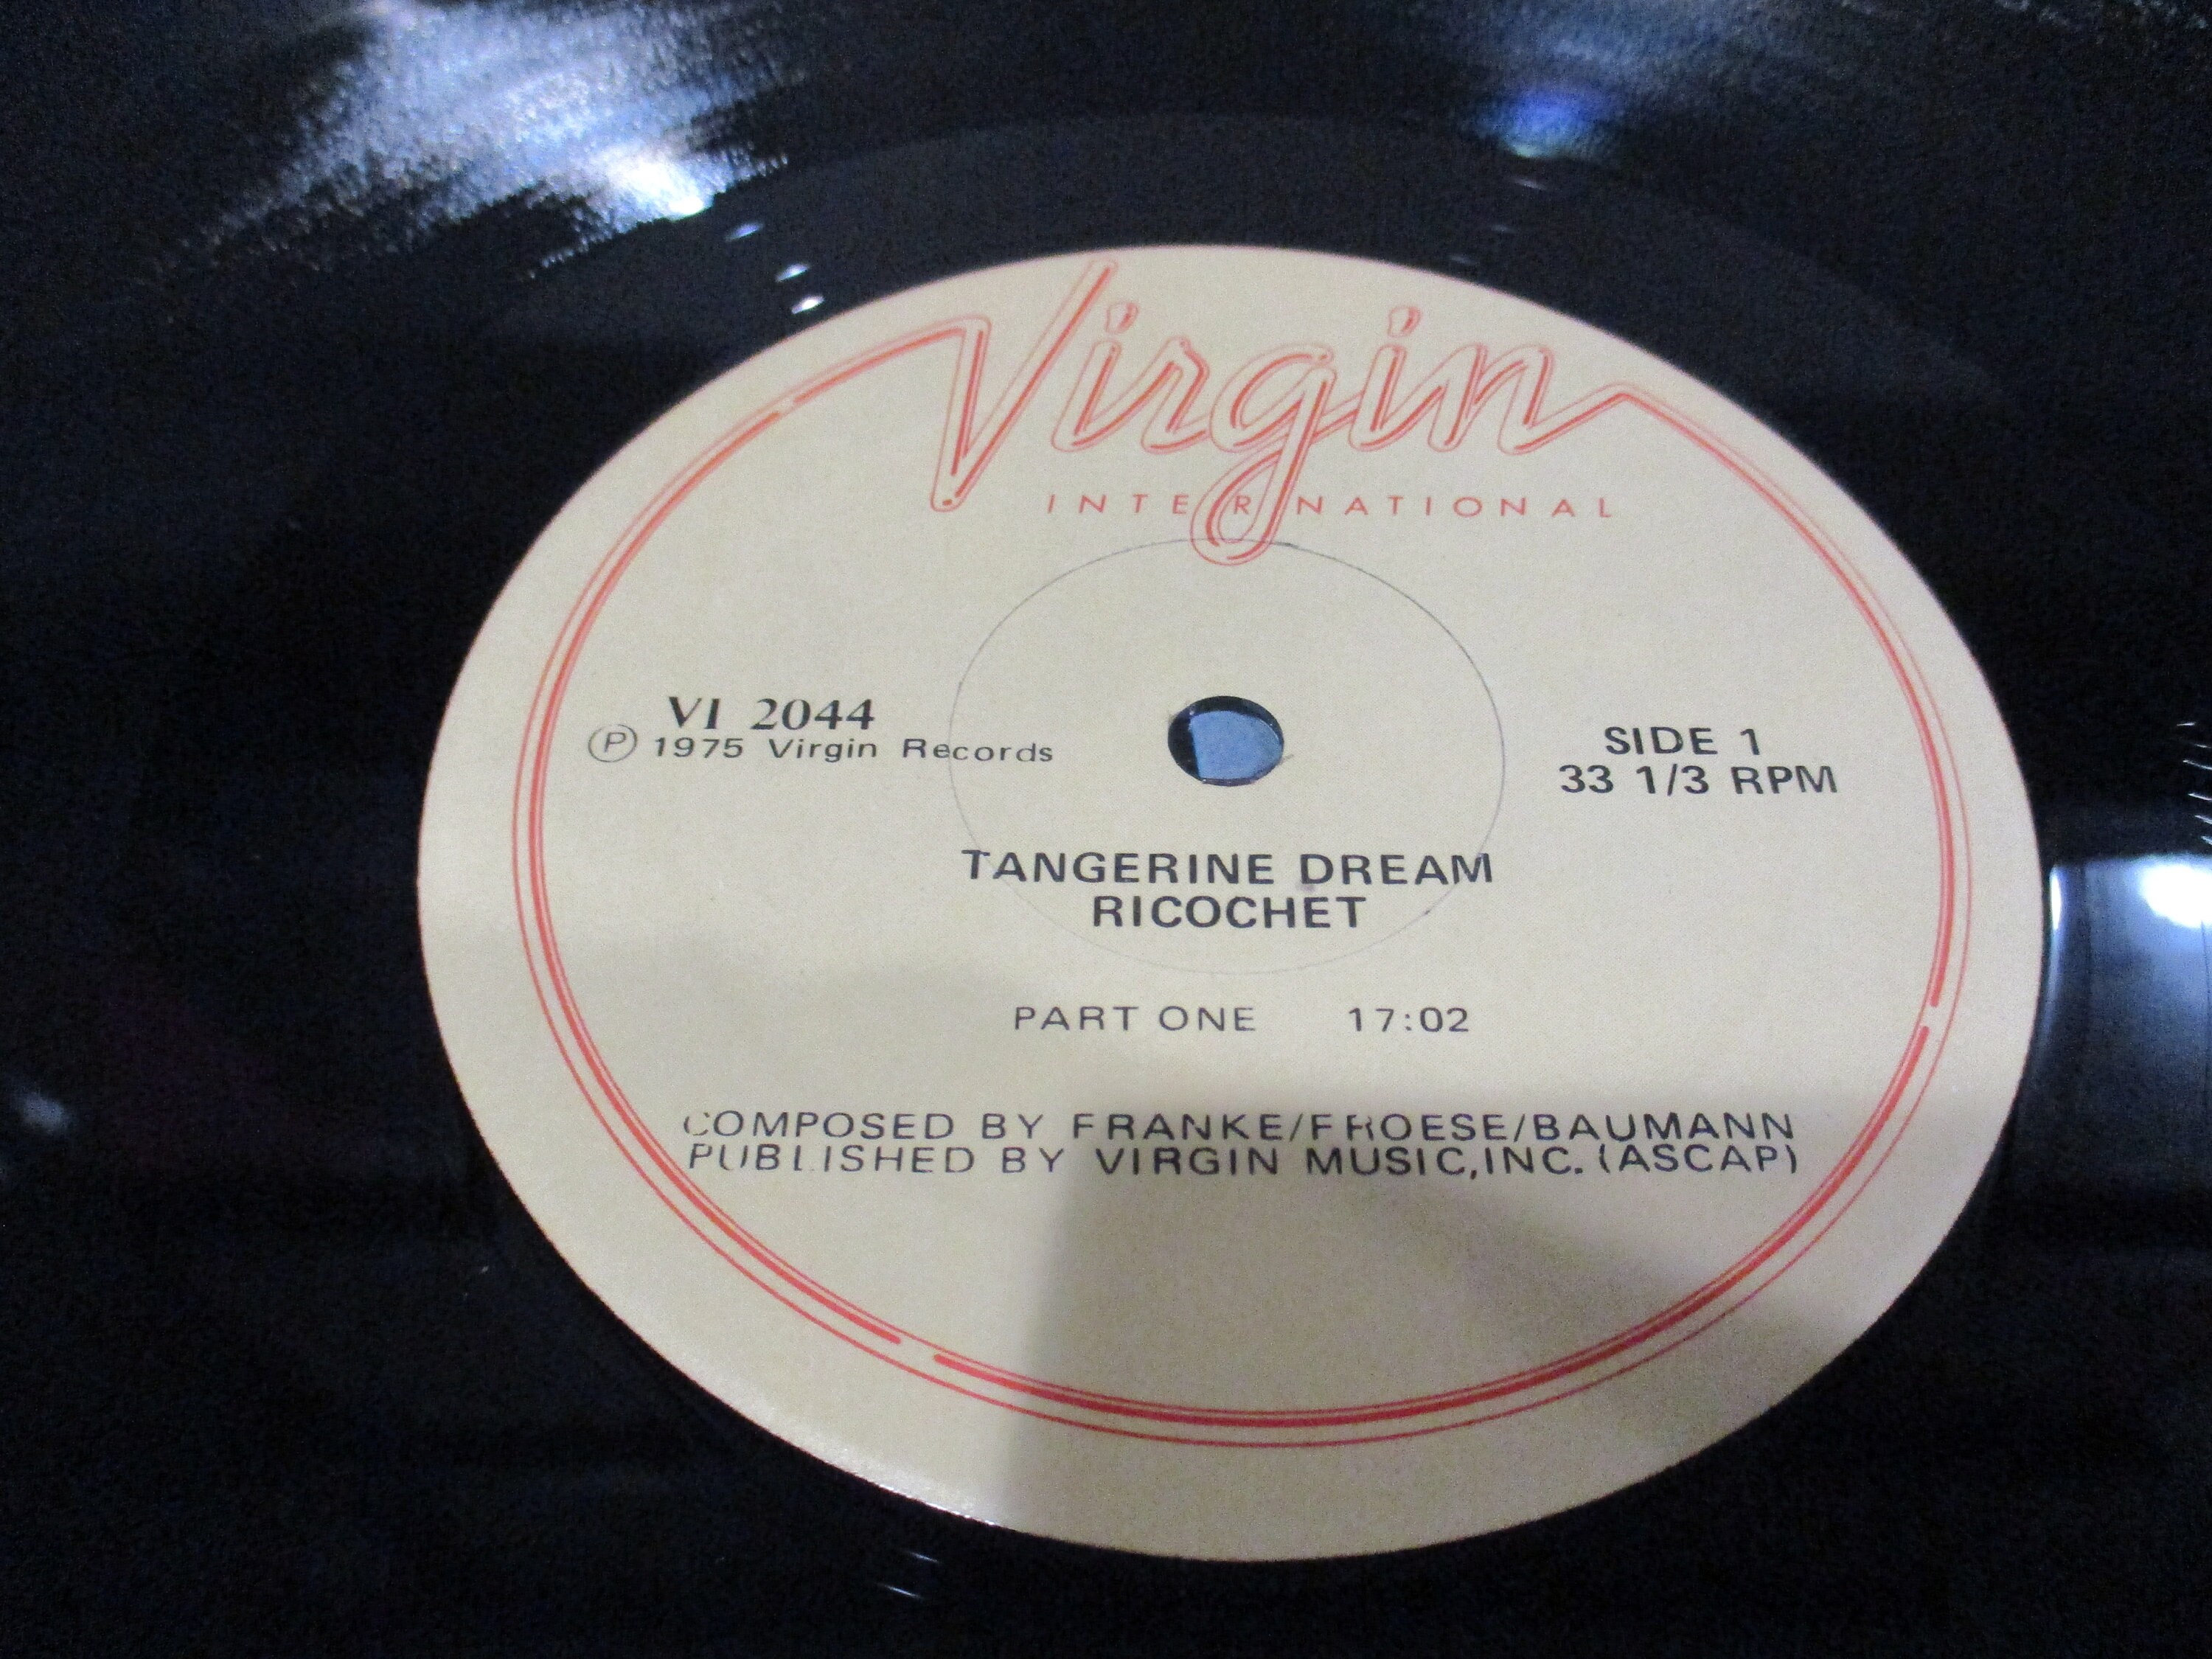 Virgin
INTERNATIONAL
VI 2044
Ⓟ 1975 Virgin Records
SIDE 1
33 1/3 RPM
TANGERINE DREAM
RICOCHET
PART ONE 17:02
COMPOSED BY FRANKE/FROESE/BAUMANN
PUBLISHED BY VIRGIN MUSIC,INC. (ASCAP)